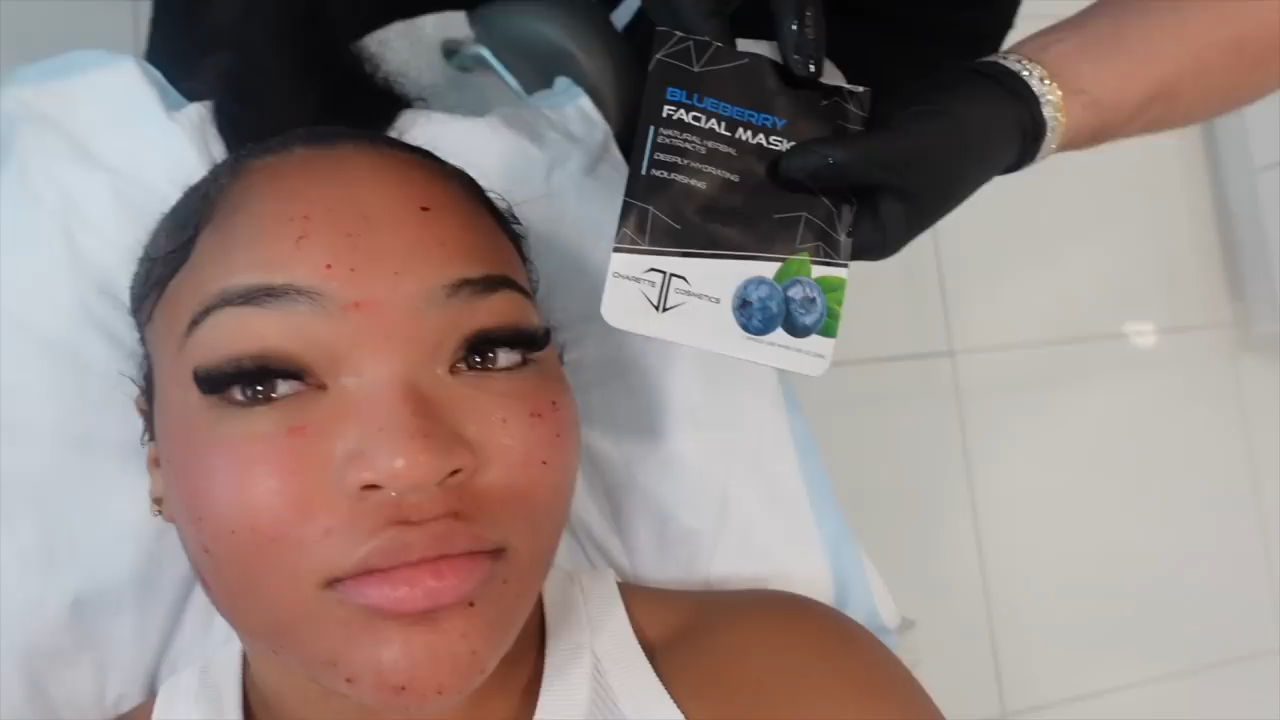 BLUEBERRY
FACIAL MASK
NATURAL HERBAL
EXTRACTS
DEEPLY HYDRATING
NOURISHING
CHARETTE COSMETICS